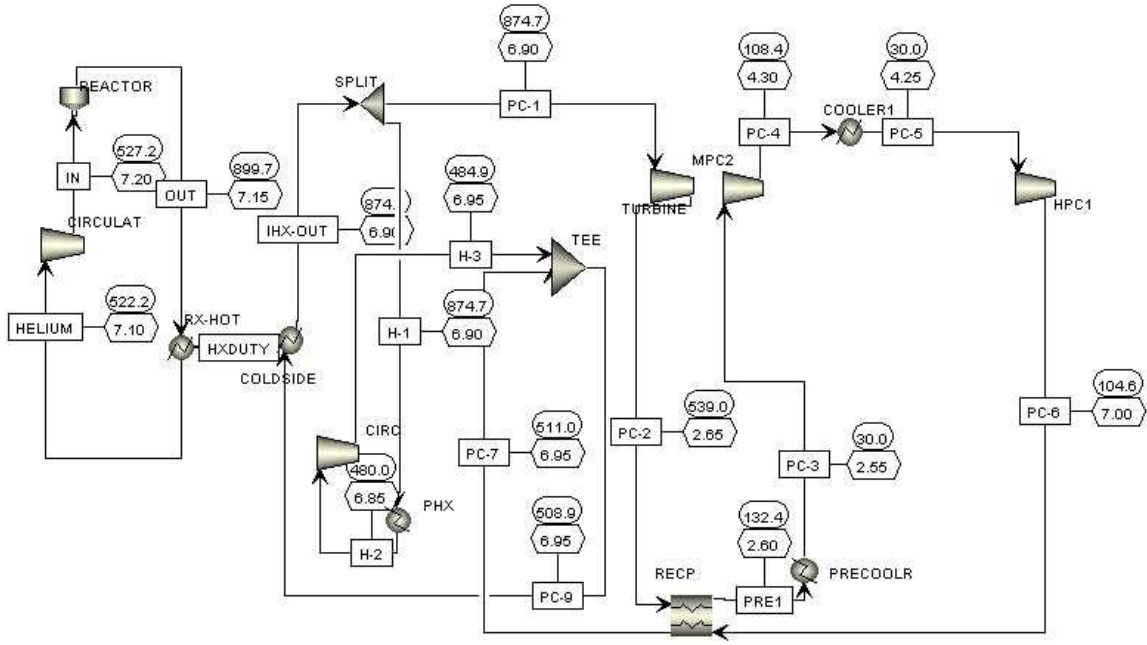 874.7
6.90
PC-1
108.4
4.30
PC-4
30.0
4.25
PC-5
COOLER1
SPLIT
REACTOR
527.2
7.20
IN
899.7
7.15
OUT
484.9
6.95
H-3
MPC2
TURBINE
HPC1
CIRCULAT
874.
6.90
IHX-OUT
TEE
522.2
7.10
HELIUM
RX-HOT
HXDUTY
COLDSIDE
874.7
6.90
H-1
539.0
2.65
PC-2
104.6
7.00
PC-6
CIRC
480.0
6.85
H-2
PHX
511.0
6.95
PC-7
30.0
2.55
PC-3
508.9
6.95
PC-9
132.4
2.60
PRE1
RECP
PRECOOLR